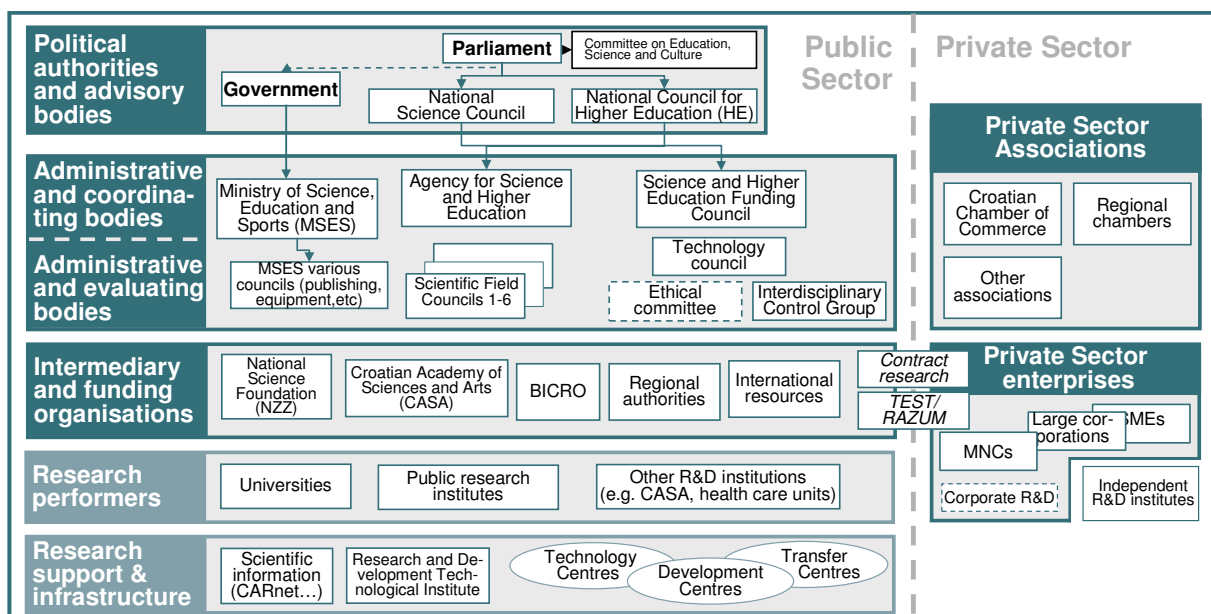 Political
authorities
and advisory
bodies
Parliament
Committee on Education,
Science and Culture
Government
National
Science Council
National Council for
Higher Education (HE)
Public
Sector
Private Sector
Administrative
and coordina-
ting bodies
Administrative
and evaluating
bodies
Ministry of Science,
Education and
Sports (MSES)
Agency for Science
and Higher
Education
Science and Higher
Education Funding
Council
MSES various
councils (publishing,
equipment,etc)
Scientific Field
Councils 1-6
Technology
council
Ethical
committee
Interdisciplinary
Control Group
Private Sector
Associations
Croatian
Chamber of
Commerce
Regional
chambers
Other
associations
Intermediary
and funding
organisations
National
Science
Foundation
(NZZ)
Croatian Academy of
Sciences and Arts
(CASA)
BICRO
Regional
authorities
International
resources
Contract
research
TEST/
RAZUM
Private Sector
enterprises
MNCs
Large cor-
porations
SMEs
Corporate R&D
Independent
R&D institutes
Research
performers
Universities
Public research
institutes
Other R&D institutions
(e.g. CASA, health care units)
Research
support &
infrastructure
Scientific
information
(CARnet…)
Research and De-
velopment Tech-
nological Institute
Technology
Centres
Development
Centres
Transfer
Centres